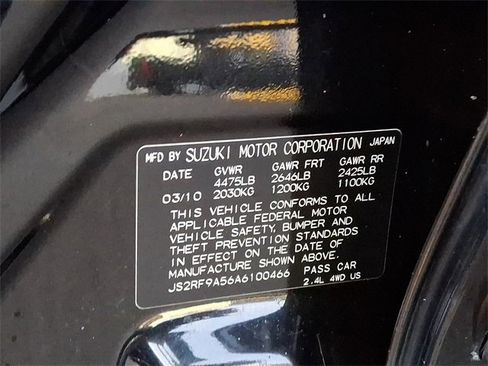 MFD BY SUZUKI MOTOR CORPORATION JAPAN
DATE GVWR GAWR FRT GAWR RR
4475LB 2646LB 2425LB
03/10 2030KG 1200KG 1100KG
THIS VEHICLE CONFORMS TO ALL
APPLICABLE FEDERAL MOTOR
VEHICLE SAFETY, BUMPER AND
THEFT PREVENTION STANDARDS
IN EFFECT ON THE DATE OF
MANUFACTURE SHOWN ABOVE.
JS2RF9A56A6100466 PASS CAR
2.4L 4WD US